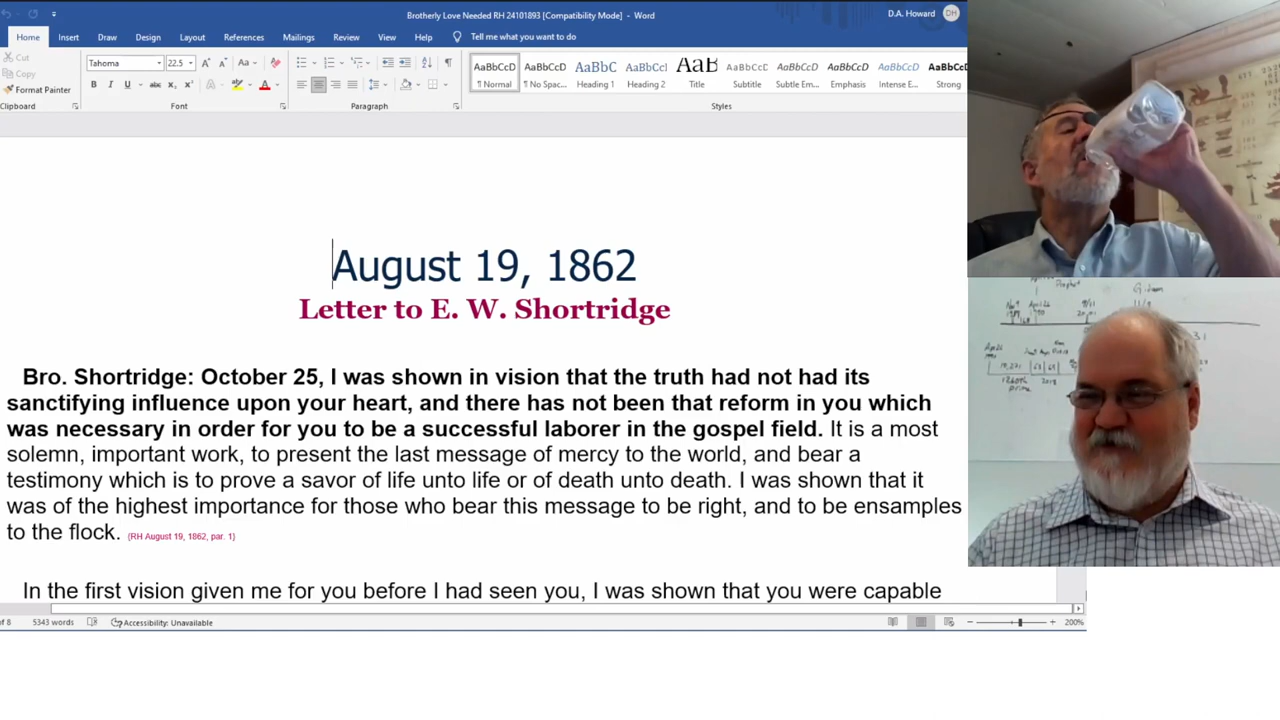 Brotherly Love Needed RH 24101893 [Compatibility Mode] - Word
D.A. Howard DH
Home Insert Draw Design Layout References Mailings Review View Help Tell me what you want to do
Cut
Copy
Format Painter
Clipboard
Tahoma 22.5
Font
Paragraph
AaBbCcD AaBbCcD AaBbC AaBbCcD AaB AaBbCcD AaBbCcD AaBbCcD AaBbCcD AaBbCcD
¶ Normal ¶ No Spac... Heading 1 Heading 2 Title Subtitle Subtle Em... Emphasis Intense E... Strong
Styles
August 19, 1862
Letter to E. W. Shortridge
Bro. Shortridge: October 25, I was shown in vision that the truth had not had its
sanctifying influence upon your heart, and there has not been that reform in you which
was necessary in order for you to be a successful laborer in the gospel field. It is a most
solemn, important work, to present the last message of mercy to the world, and bear a
testimony which is to prove a savor of life unto life or of death unto death. I was shown that it
was of the highest importance for those who bear this message to be right, and to be ensamples
to the flock. {RH August 19, 1862, par. 1}
In the first vision given me for you before I had seen you, I was shown that you were capable
of 8 5343 words Accessibility: Unavailable
200%